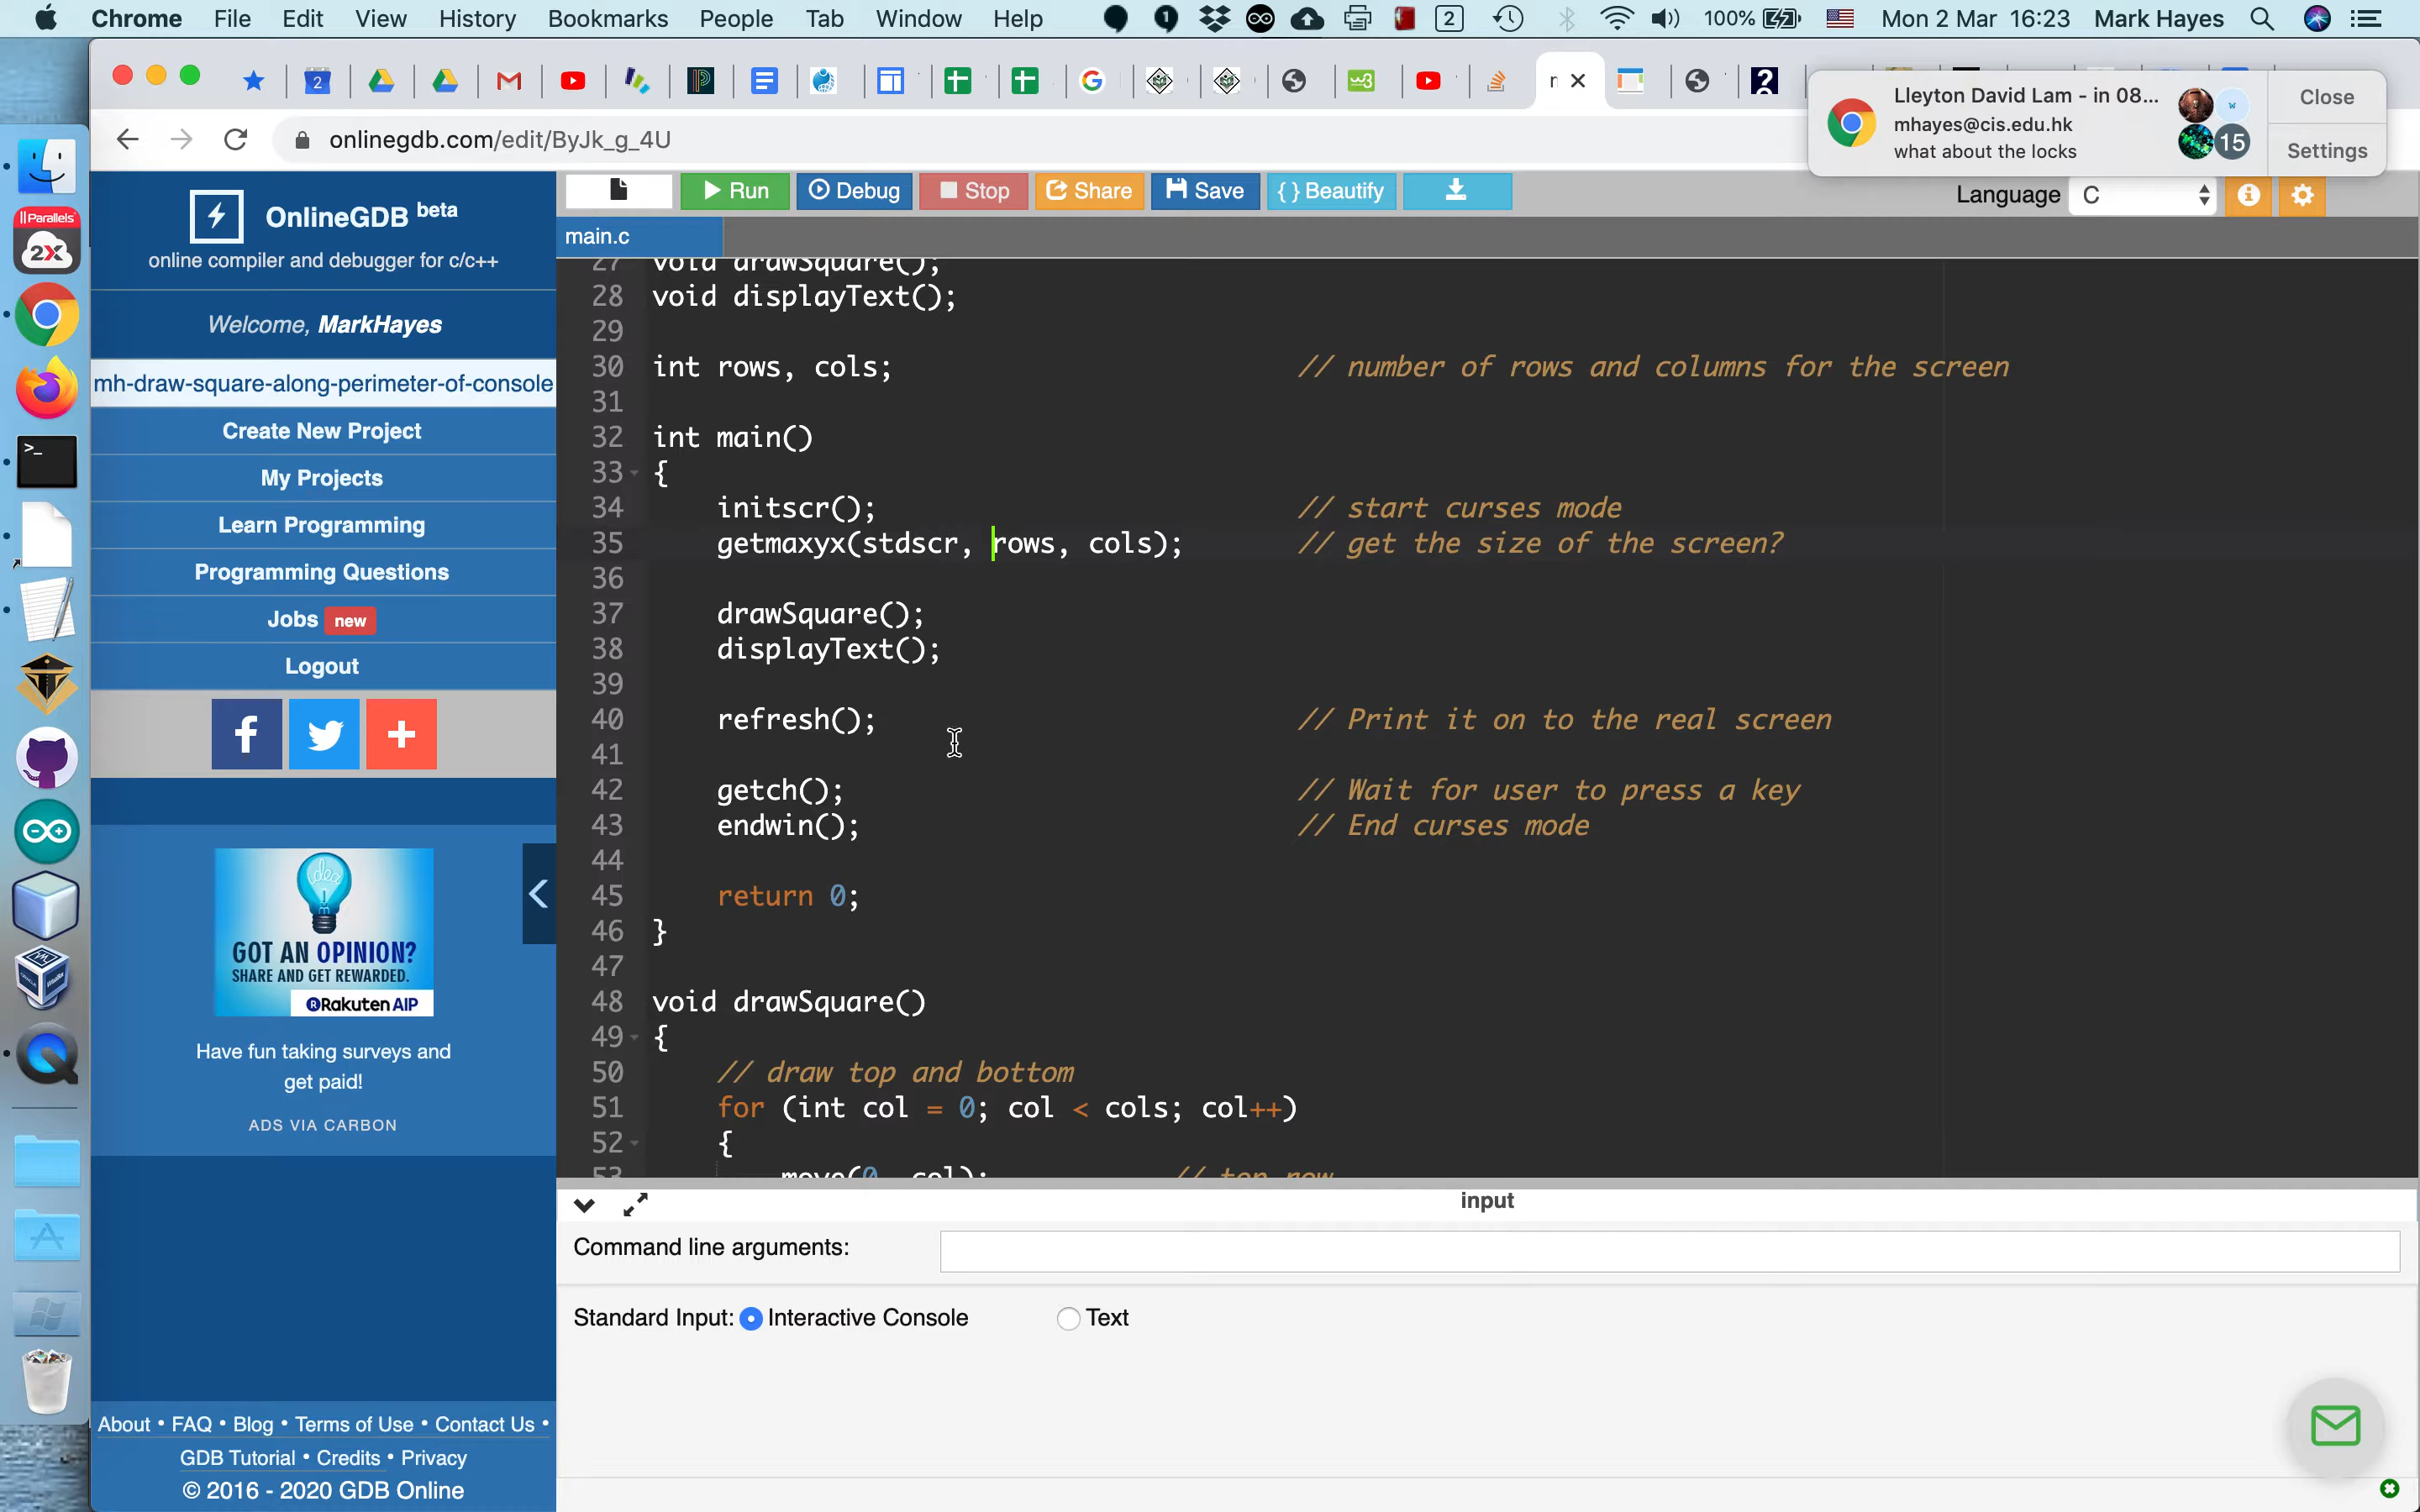 Chrome File Edit View History Bookmarks People Tab Window Help 1 2 100% Mon 2 Mar 16:23 Mark Hayes
2
w3
Lleyton David Lam - in 08...
mhayes@cis.edu.hk
what about the locks
w
15
Close
Settings
onlinegdb.com/edit/ByJk_g_4U
Parallels
2X
OnlineGDB beta
online compiler and debugger for c/c++
Welcome, MarkHayes
mh-draw-square-along-perimeter-of-console
Create New Project
My Projects
Learn Programming
Programming Questions
Jobs new
Logout
idea
GOT AN OPINION?
SHARE AND GET REWARDED.
Rakuten AIP
Have fun taking surveys and
get paid!
ADS VIA CARBON
About • FAQ • Blog • Terms of Use • Contact Us •
GDB Tutorial • Credits • Privacy
© 2016 - 2020 GDB Online
Run Debug Stop Share Save { } Beautify
Language C
main.c
27 void drawSquare();
28 void displayText();
29
30 int rows, cols; // number of rows and columns for the screen
31
32 int main()
33 {
34 initscr(); // start curses mode
35 getmaxyx(stdscr, rows, cols); // get the size of the screen?
36
37 drawSquare();
38 displayText();
39
40 refresh(); // Print it on to the real screen
41
42 getch(); // Wait for user to press a key
43 endwin(); // End curses mode
44
45 return 0;
46 }
47
48 void drawSquare()
49 {
50 // draw top and bottom
51 for (int col = 0; col < cols; col++)
52 {
53 move(0, col); // top row
input
Command line arguments:
Standard Input: Interactive Console Text